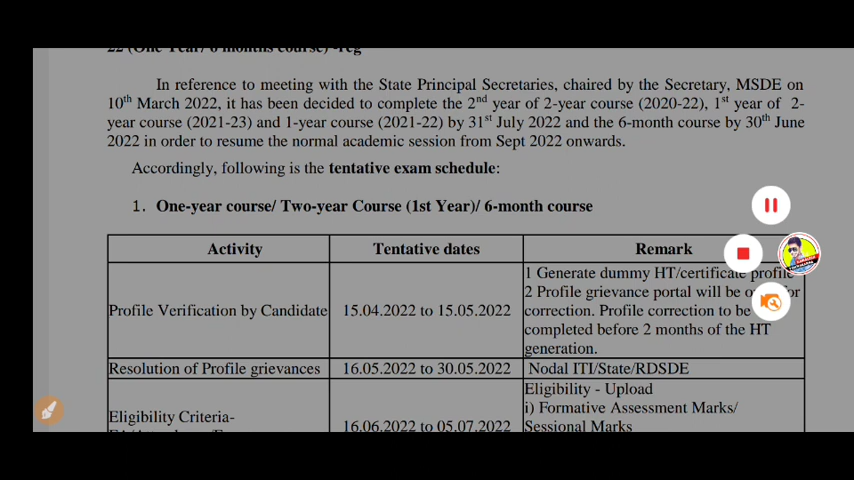 22 (One Year/ 6 months course) -reg
In reference to meeting with the State Principal Secretaries, chaired by the Secretary, MSDE on
10th March 2022, it has been decided to complete the 2nd year of 2-year course (2020-22), 1st year of 2-
year course (2021-23) and 1-year course (2021-22) by 31st July 2022 and the 6-month course by 30th June
2022 in order to resume the normal academic session from Sept 2022 onwards.
Accordingly, following is the tentative exam schedule:
1. One-year course/ Two-year Course (1st Year)/ 6-month course
Activity Tentative dates Remark
Profile Verification by Candidate 15.04.2022 to 15.05.2022
1 Generate dummy HT/certificate profile
2 Profile grievance portal will be for
correction. Profile correction to be
completed before 2 months of the HT
generation.
Resolution of Profile grievances 16.05.2022 to 30.05.2022 Nodal ITI/State/RDSDE
Eligibility Criteria- 16.06.2022 to 05.07.2022
Eligibility - Upload
i) Formative Assessment Marks/
Sessional Marks